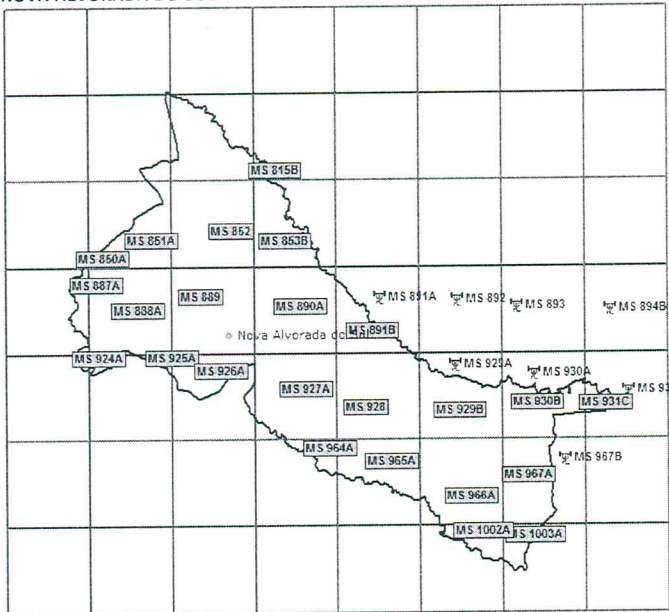 MS 815B
MS 852
MS 851A
MS 853B
MS 850A
MS 887A
MS 889
MS 891A
MS 892
MS 893
MS 894B
MS 888A
MS 890A
Nova Alvorada do
MS 891B
MS 924A
MS 925A
MS 926A
MS 930A
MS 927A
MS 928
MS 929B
MS 930B
MS 931C
MS 964A
MS 965A
MS 967B
MS 967A
MS 966A
MS 1002A
MS 1003A